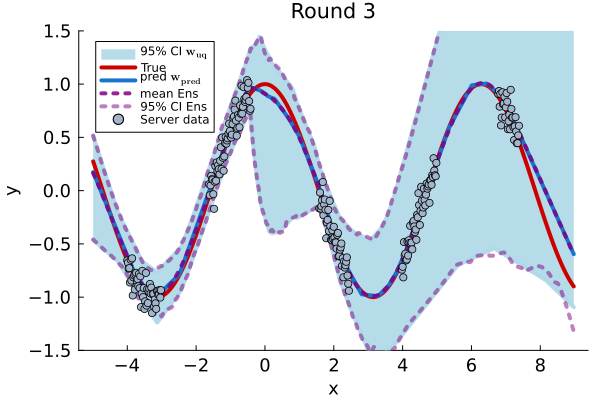 Round 3
95% CI w_uq
True
pred w_pred
mean Ens
95% CI Ens
Server data
y
1.5
1.0
0.5
0.0
−0.5
−1.0
−1.5
−4 −2 0 2 4 6 8
x